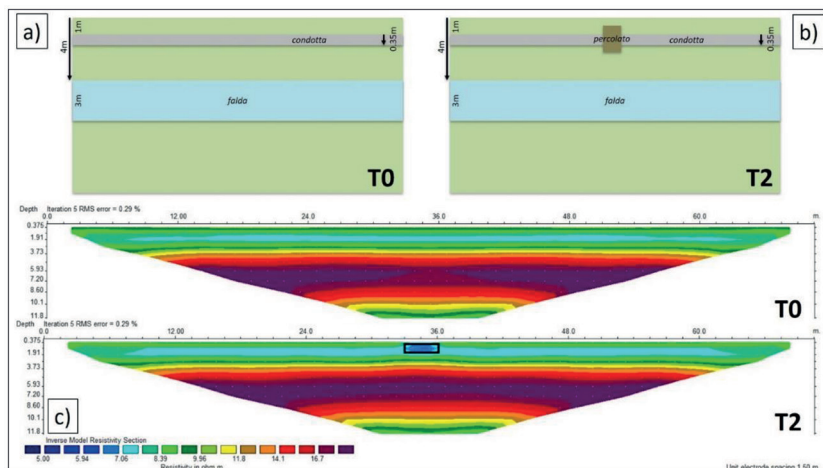 a)
1m
4m
condotta
0.35m
falda
3m
T0
b)
1m
4m
percolato
condotta
0.35m
falda
3m
T2
Depth Iteration 5 RMS error = 0.29 %
0.0 12.00 24.0 36.0 48.0 60.0 m.
0.375
1.91
3.73
5.93
7.20
8.60
10.1
11.8
T0
Depth Iteration 5 RMS error = 0.29 %
0.0 12.00 24.0 36.0 48.0 60.0 m.
0.375
1.91
3.73
5.93
7.20
8.60
10.1
11.8
T2
c)
Inverse Model Resistivity Section
5.00 5.94 7.06 8.39 9.96 11.8 14.1 16.7
Resistivity in ohm.m
Unit electrode spacing 1.50 m.